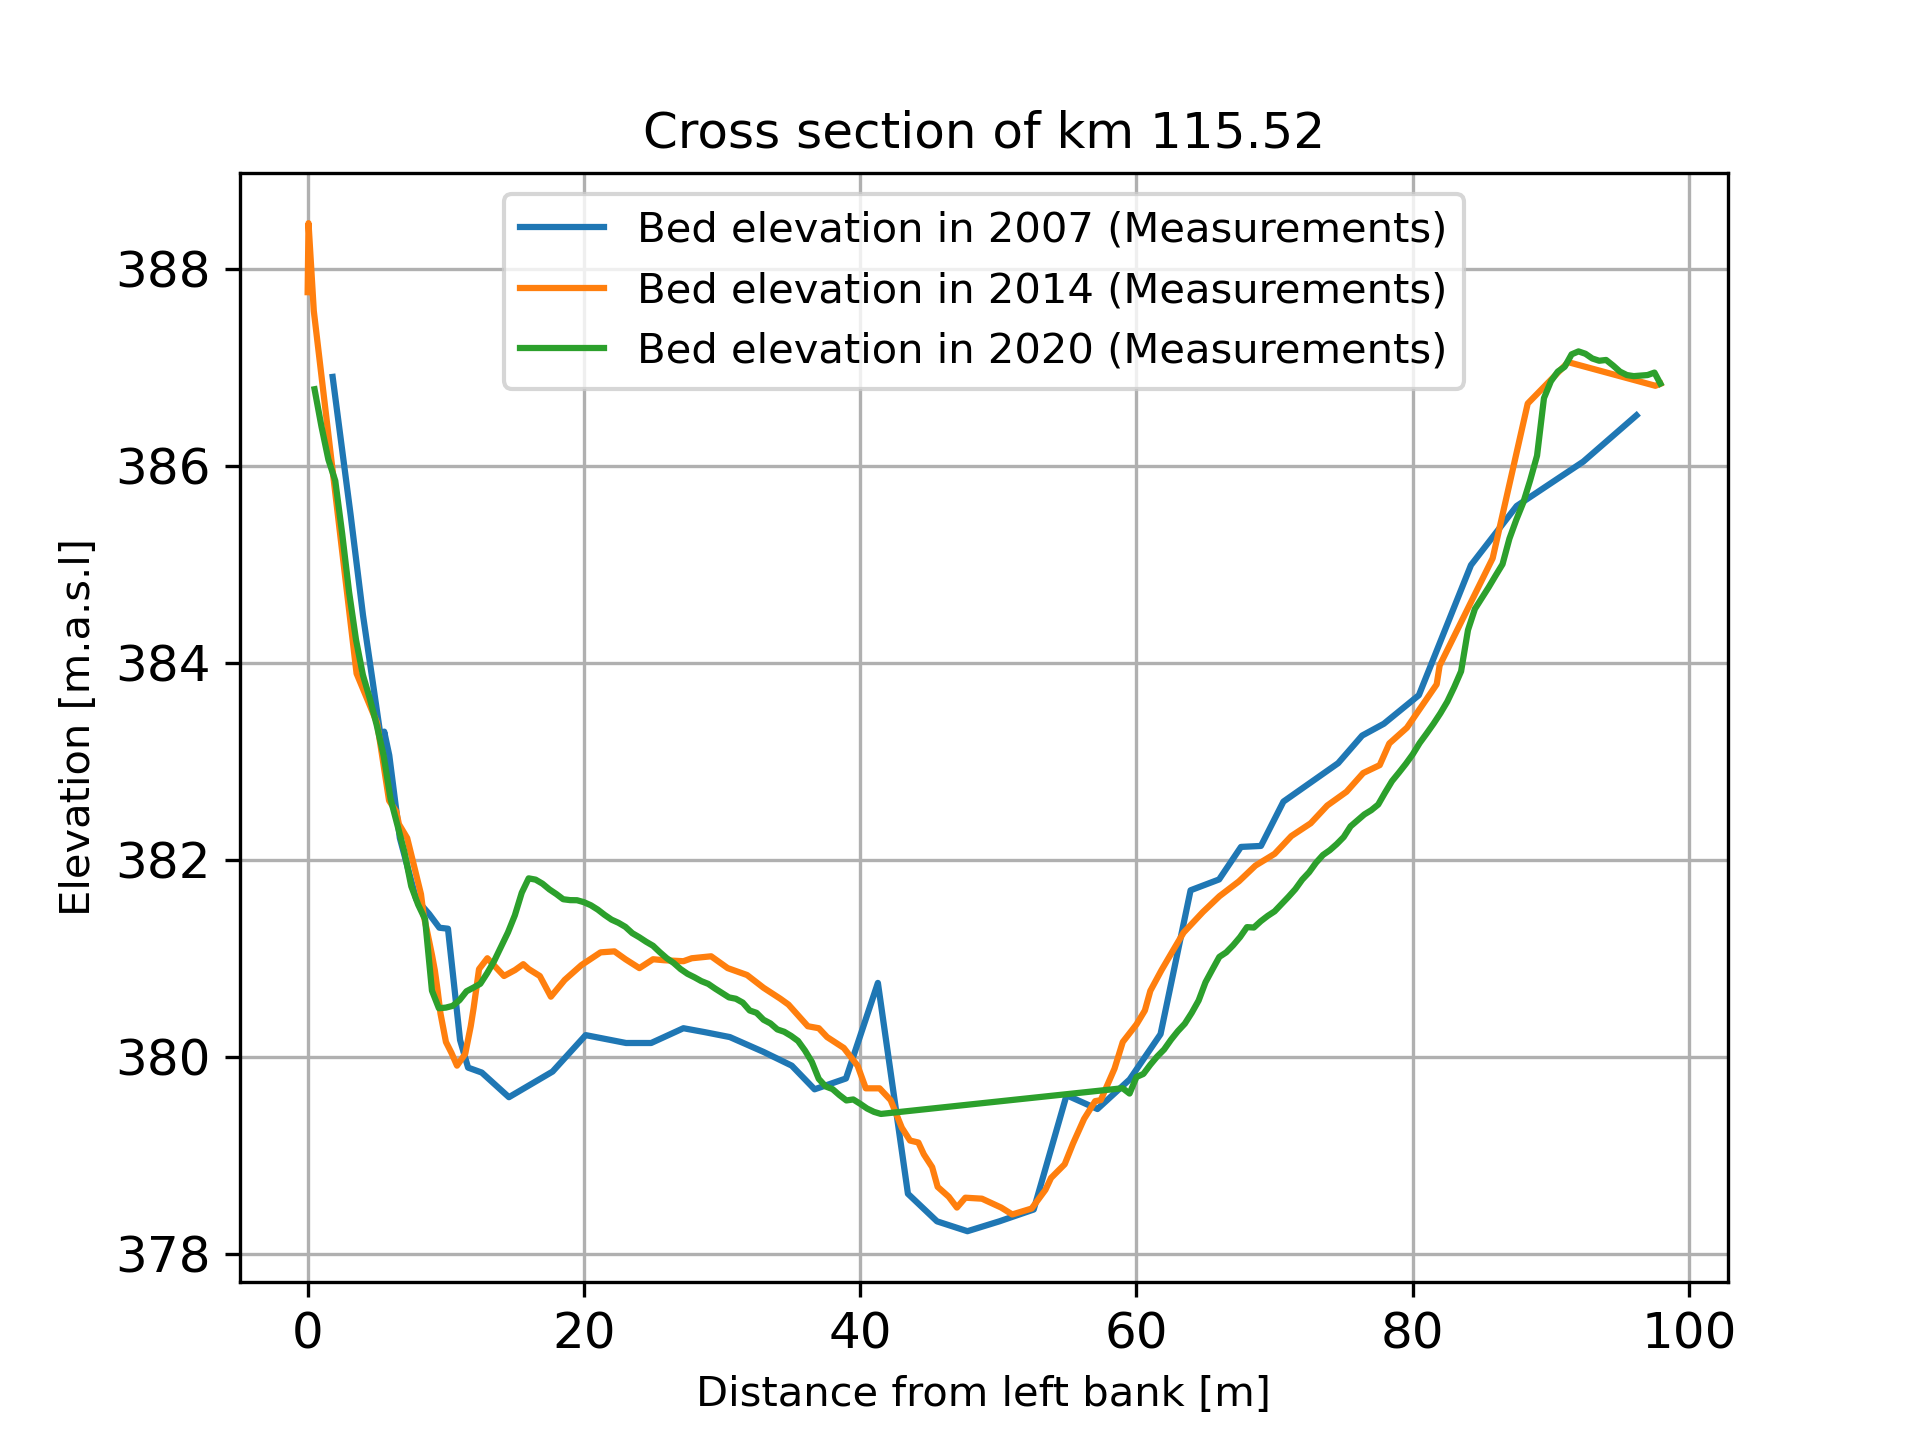 Cross section of km 115.52
Bed elevation in 2007 (Measurements)
Bed elevation in 2014 (Measurements)
Bed elevation in 2020 (Measurements)
388
386
384
382
380
378
Elevation [m.a.s.l]
0 20 40 60 80 100
Distance from left bank [m]